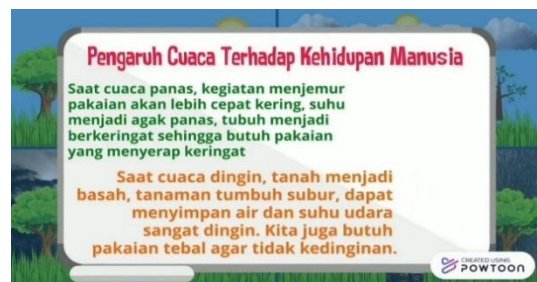 Pengaruh Cuaca Terhadap Kehidupan Manusia
Saat cuaca panas, kegiatan menjemur
pakaian akan lebih cepat kering, suhu
menjadi agak panas, tubuh menjadi
berkeringat sehingga butuh pakaian
yang menyerap keringat
Saat cuaca dingin, tanah menjadi
basah, tanaman tumbuh subur, dapat
menyimpan air dan suhu udara
sangat dingin. Kita juga butuh
pakaian tebal agar tidak kedinginan.
CREATED USING
POWTOON